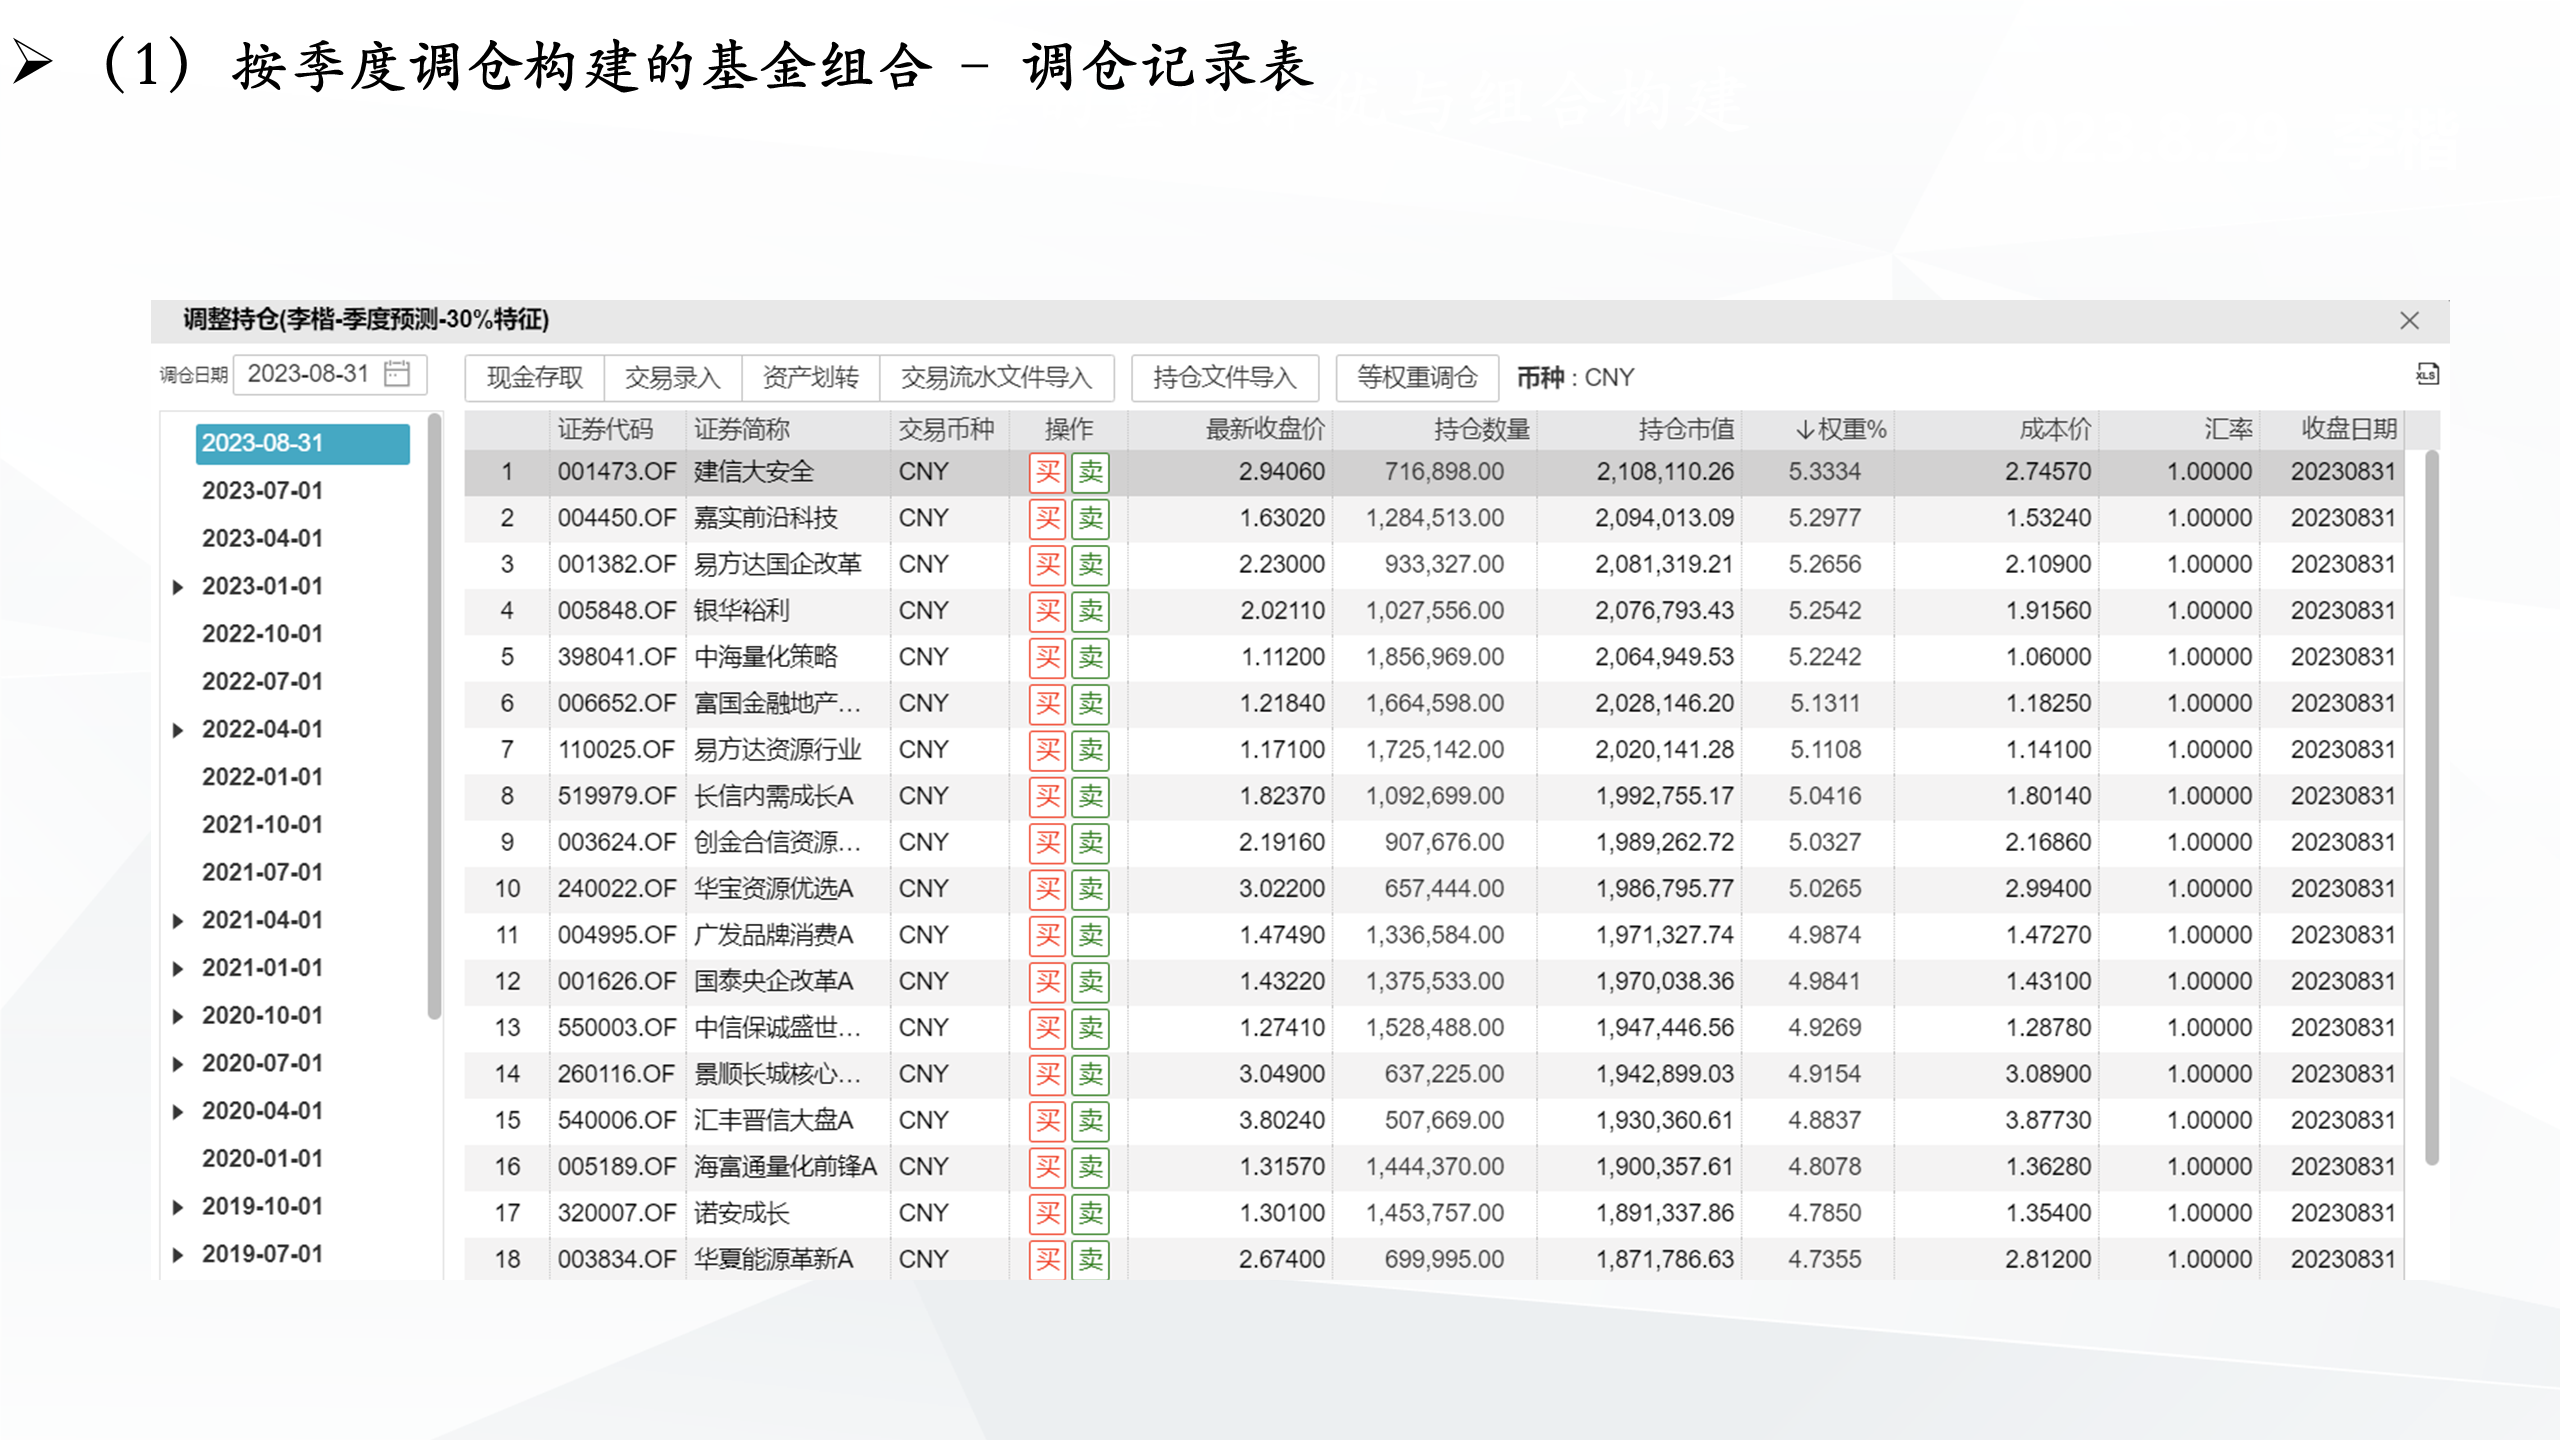 ➤ （1）按季度调仓构建的基金组合 – 调仓记录表
调整持仓(李楷-季度预测-30%特征)
调仓日期 2023-08-31 现金存取 交易录入 资产划转 交易流水文件导入 持仓文件导入 等权重调仓 币种 : CNY XLS
2023-08-31
2023-07-01
2023-04-01
2023-01-01
2022-10-01
2022-07-01
2022-04-01
2022-01-01
2021-10-01
2021-07-01
2021-04-01
2021-01-01
2020-10-01
2020-07-01
2020-04-01
2020-01-01
2019-10-01
2019-07-01
证券代码 证券简称 交易币种 操作 最新收盘价 持仓数量 持仓市值 ↓权重% 成本价 汇率 收盘日期
1 001473.OF 建信大安全 CNY 买 卖 2.94060 716,898.00 2,108,110.26 5.3334 2.74570 1.00000 20230831
2 004450.OF 嘉实前沿科技 CNY 买 卖 1.63020 1,284,513.00 2,094,013.09 5.2977 1.53240 1.00000 20230831
3 001382.OF 易方达国企改革 CNY 买 卖 2.23000 933,327.00 2,081,319.21 5.2656 2.10900 1.00000 20230831
4 005848.OF 银华裕利 CNY 买 卖 2.02110 1,027,556.00 2,076,793.43 5.2542 1.91560 1.00000 20230831
5 398041.OF 中海量化策略 CNY 买 卖 1.11200 1,856,969.00 2,064,949.53 5.2242 1.06000 1.00000 20230831
6 006652.OF 富国金融地产... CNY 买 卖 1.21840 1,664,598.00 2,028,146.20 5.1311 1.18250 1.00000 20230831
7 110025.OF 易方达资源行业 CNY 买 卖 1.17100 1,725,142.00 2,020,141.28 5.1108 1.14100 1.00000 20230831
8 519979.OF 长信内需成长A CNY 买 卖 1.82370 1,092,699.00 1,992,755.17 5.0416 1.80140 1.00000 20230831
9 003624.OF 创金合信资源... CNY 买 卖 2.19160 907,676.00 1,989,262.72 5.0327 2.16860 1.00000 20230831
10 240022.OF 华宝资源优选A CNY 买 卖 3.02200 657,444.00 1,986,795.77 5.0265 2.99400 1.00000 20230831
11 004995.OF 广发品牌消费A CNY 买 卖 1.47490 1,336,584.00 1,971,327.74 4.9874 1.47270 1.00000 20230831
12 001626.OF 国泰央企改革A CNY 买 卖 1.43220 1,375,533.00 1,970,038.36 4.9841 1.43100 1.00000 20230831
13 550003.OF 中信保诚盛世... CNY 买 卖 1.27410 1,528,488.00 1,947,446.56 4.9269 1.28780 1.00000 20230831
14 260116.OF 景顺长城核心... CNY 买 卖 3.04900 637,225.00 1,942,899.03 4.9154 3.08900 1.00000 20230831
15 540006.OF 汇丰晋信大盘A CNY 买 卖 3.80240 507,669.00 1,930,360.61 4.8837 3.87730 1.00000 20230831
16 005189.OF 海富通量化前锋A CNY 买 卖 1.31570 1,444,370.00 1,900,357.61 4.8078 1.36280 1.00000 20230831
17 320007.OF 诺安成长 CNY 买 卖 1.30100 1,453,757.00 1,891,337.86 4.7850 1.35400 1.00000 20230831
18 003834.OF 华夏能源革新A CNY 买 卖 2.67400 699,995.00 1,871,786.63 4.7355 2.81200 1.00000 20230831